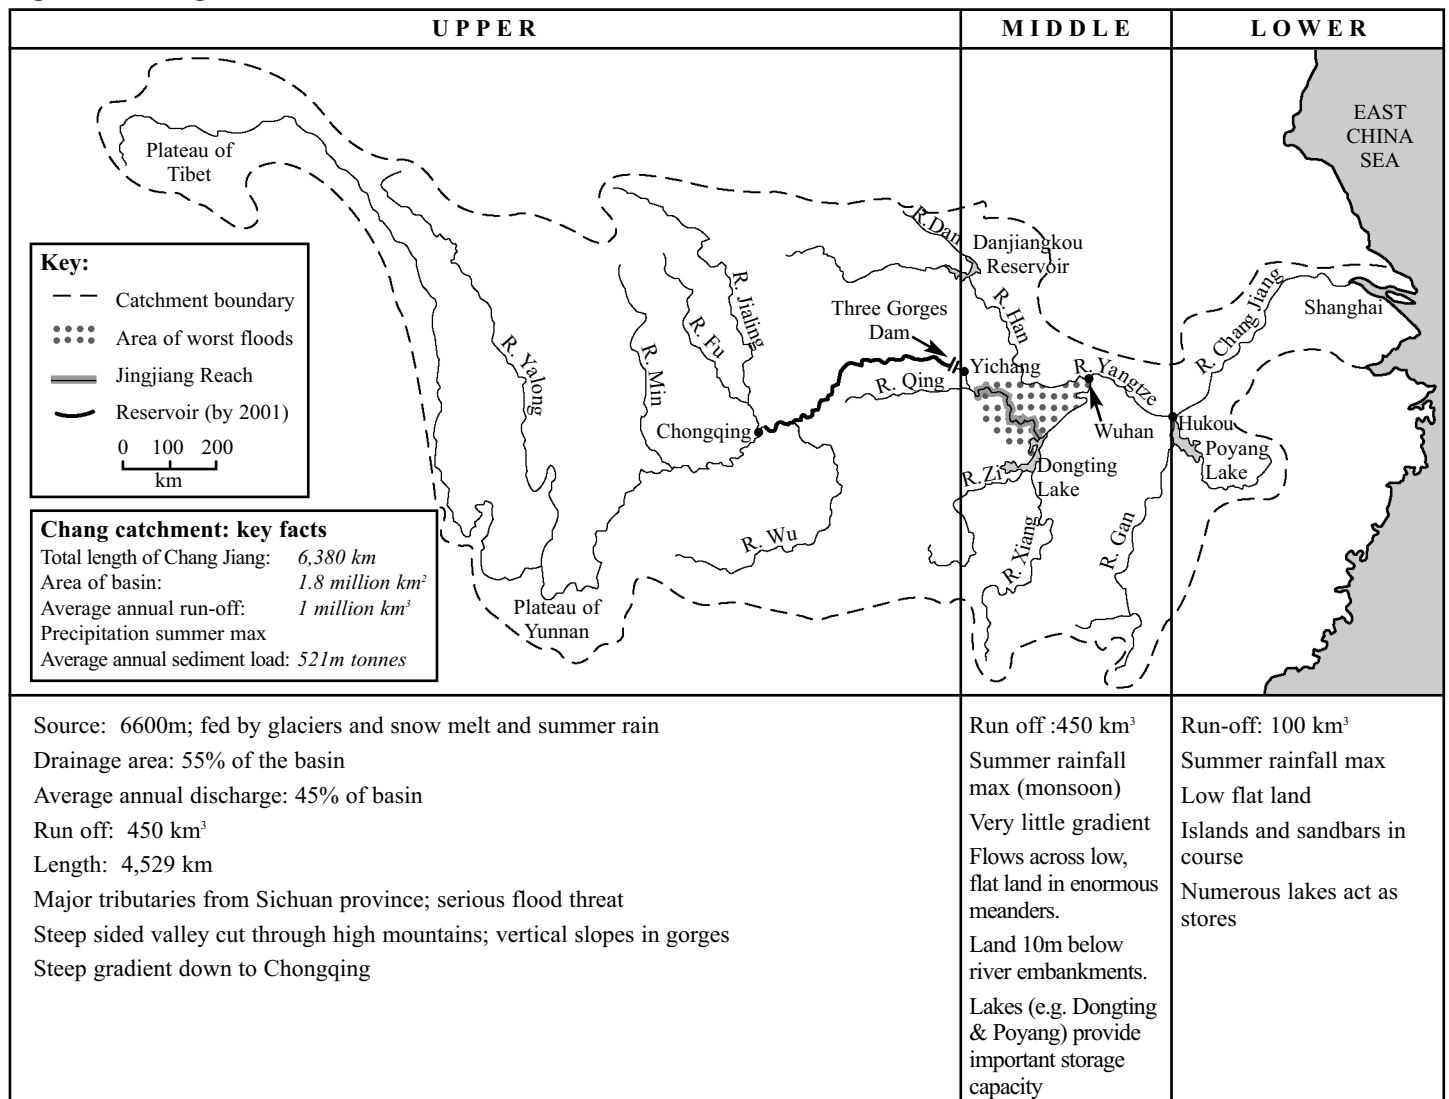 UPPER
MIDDLE
LOWER
EAST
CHINA
SEA
Plateau of
Tibet
R.Dan
Danjiangkou
Reservoir
R. Han
Three Gorges
Dam
Yichang
R. Qing
R. Yangtze
Wuhan
R. Chang Jiang
Shanghai
Hukou
Poyang
Lake
Dongting
Lake
R.Zi
R. Xiang
R. Gan
R. Jialing
R. Fu
R. Min
R. Yalong
Chongqing
R. Wu
Plateau of
Yunnan
Key:
Catchment boundary
Area of worst floods
Jingjiang Reach
Reservoir (by 2001)
0 100 200
km
Chang catchment: key facts
Total length of Chang Jiang: 6,380 km
Area of basin: 1.8 million km²
Average annual run-off: 1 million km³
Precipitation summer max
Average annual sediment load: 521m tonnes
Source: 6600m; fed by glaciers and snow melt and summer rain
Drainage area: 55% of the basin
Average annual discharge: 45% of basin
Run off: 450 km³
Length: 4,529 km
Major tributaries from Sichuan province; serious flood threat
Steep sided valley cut through high mountains; vertical slopes in gorges
Steep gradient down to Chongqing
Run off :450 km³
Summer rainfall
max (monsoon)
Very little gradient
Flows across low,
flat land in enormous
meanders.
Land 10m below
river embankments.
Lakes (e.g. Dongting
& Poyang) provide
important storage
capacity
Run-off: 100 km³
Summer rainfall max
Low flat land
Islands and sandbars in
course
Numerous lakes act as
stores